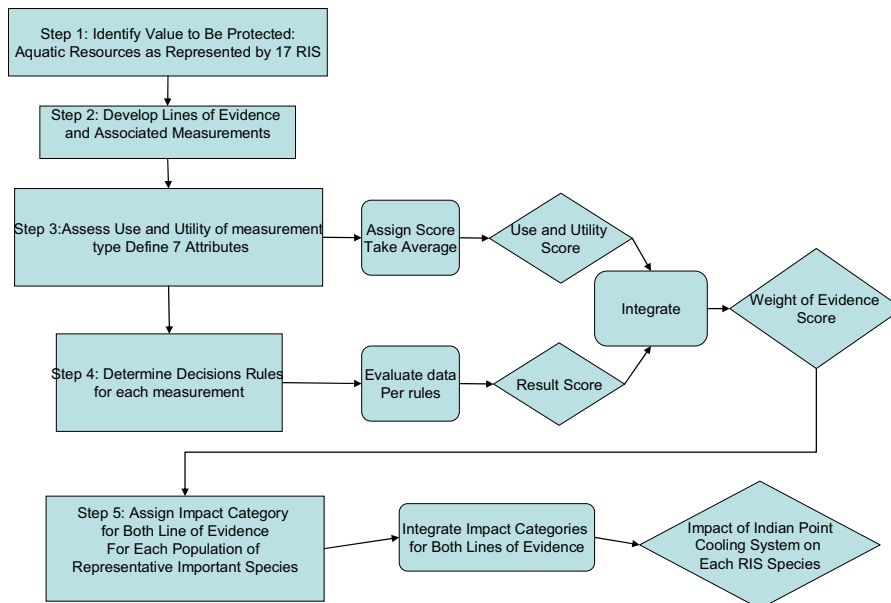 Step 1: Identify Value to Be Protected:
Aquatic Resources as Represented by 17 RIS
Step 2: Develop Lines of Evidence
and Associated Measurements
Step 3:Assess Use and Utility of measurement
type Define 7 Attributes
Assign Score
Take Average
Use and Utility
Score
Integrate
Weight of Evidence
Score
Step 4: Determine Decisions Rules
for each measurement
Evaluate data
Per rules
Result Score
Step 5: Assign Impact Category
for Both Line of Evidence
For Each Population of
Representative Important Species
Integrate Impact Categories
for Both Lines of Evidence
Impact of Indian Point
Cooling System on
Each RIS Species